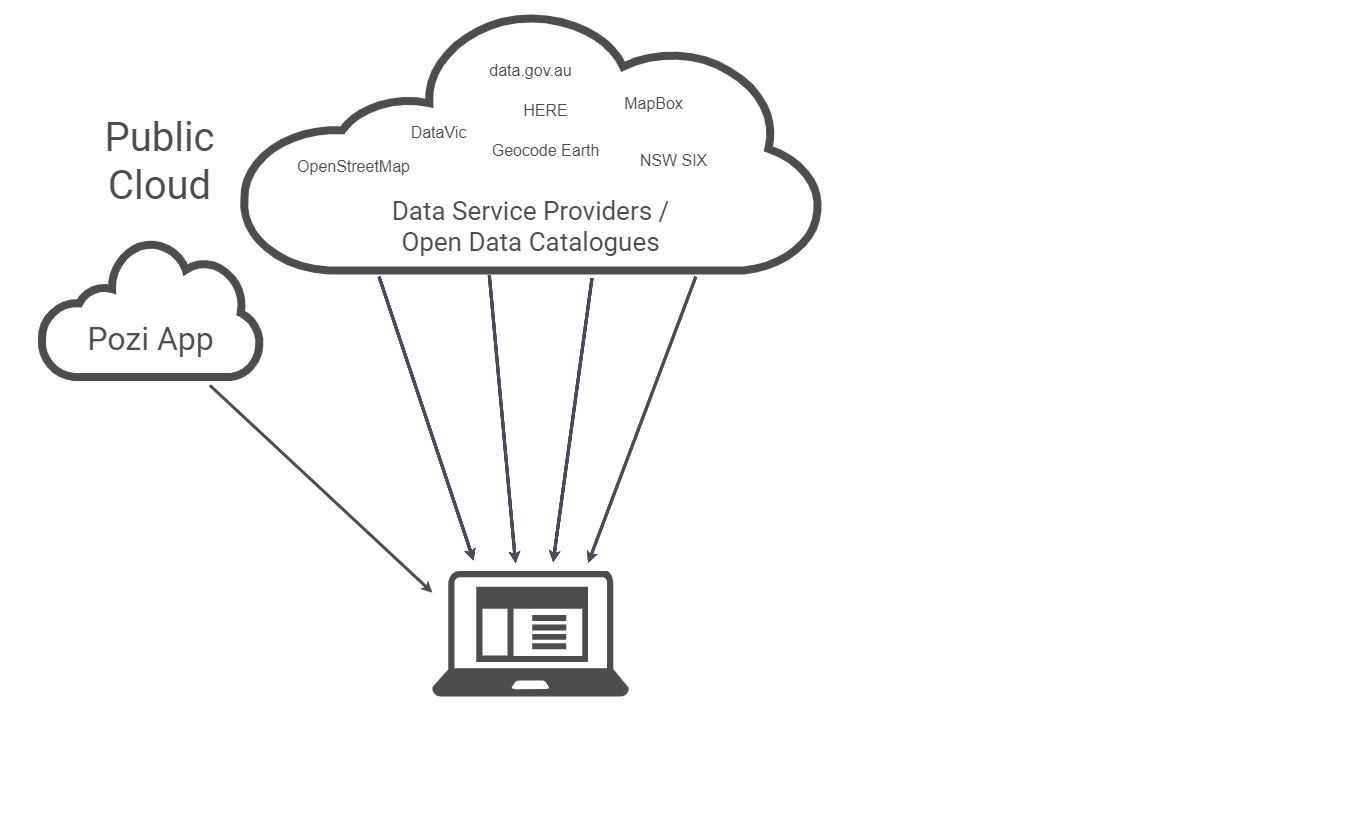 data.gov.au
HERE
MapBox
DataVic
Geocode Earth
NSW SIX
OpenStreetMap
Data Service Providers /
Open Data Catalogues
Public
Cloud
Pozi App